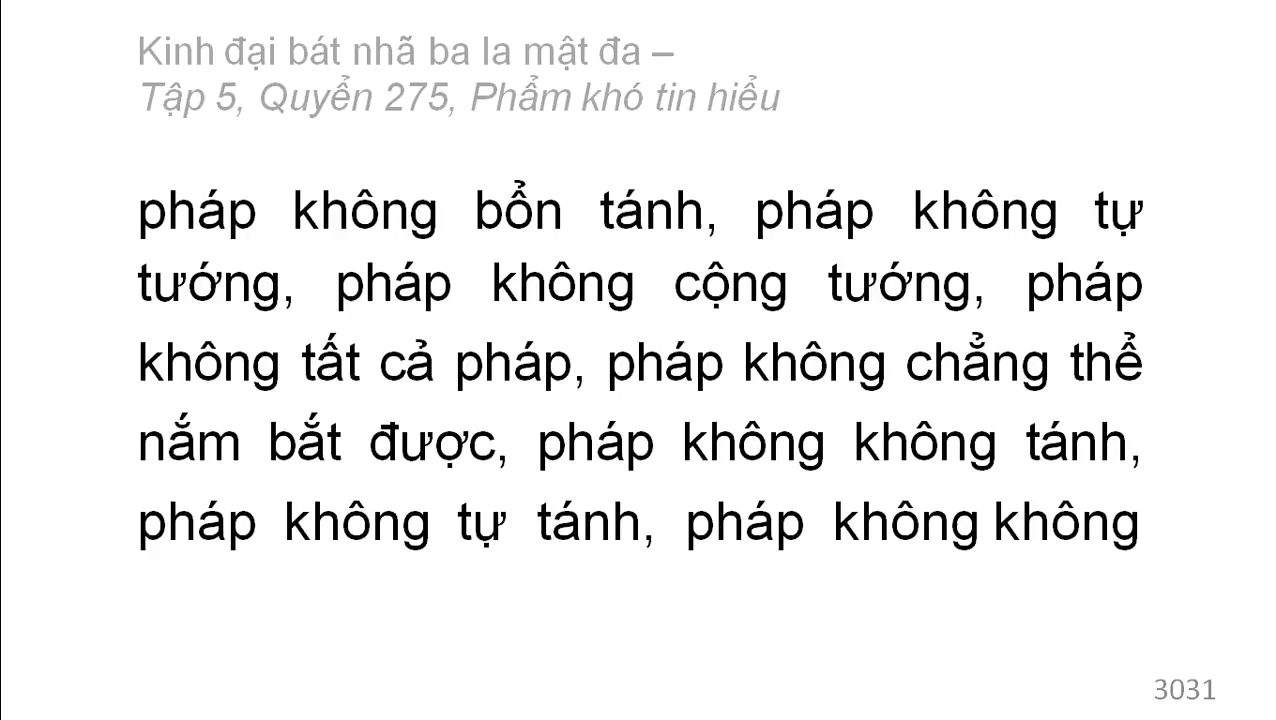 Kinh đại bát nhã ba la mật đa –
Tập 5, Quyển 275, Phẩm khó tin hiểu
pháp không bổn tánh, pháp không tự
tướng, pháp không cộng tướng, pháp
không tất cả pháp, pháp không chẳng thể
nắm bắt được, pháp không không tánh,
pháp không tự tánh, pháp không không
3031